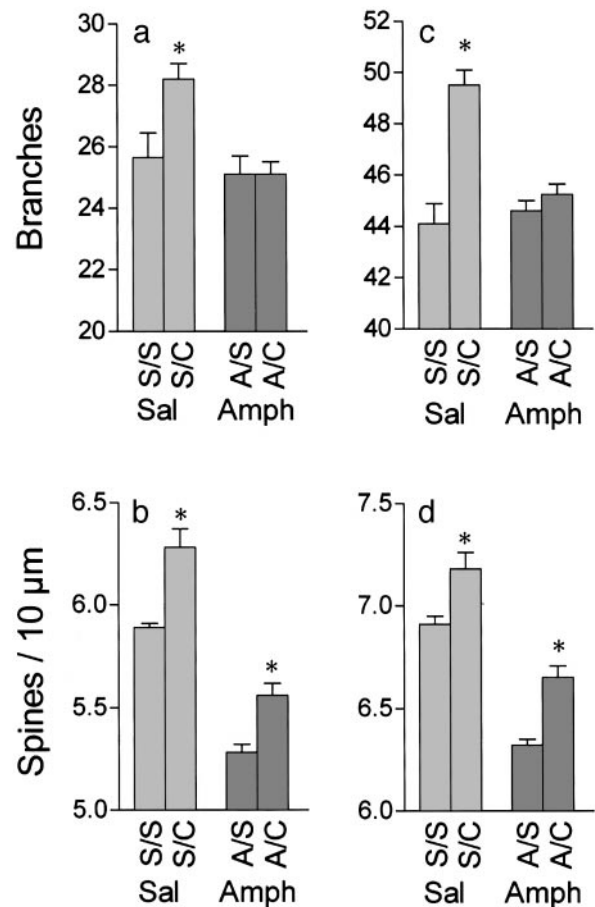 a
Branches
30
28
26
24
22
20
S/S S/C A/S A/C
Sal Amph
c
*
52
50
48
46
44
42
40
S/S S/C A/S A/C
Sal Amph
b
*
*
Spines / 10 µm
6.5
6.0
5.5
5.0
S/S S/C A/S A/C
Sal Amph
d
*
*
7.5
7.0
6.5
6.0
S/S S/C A/S A/C
Sal Amph